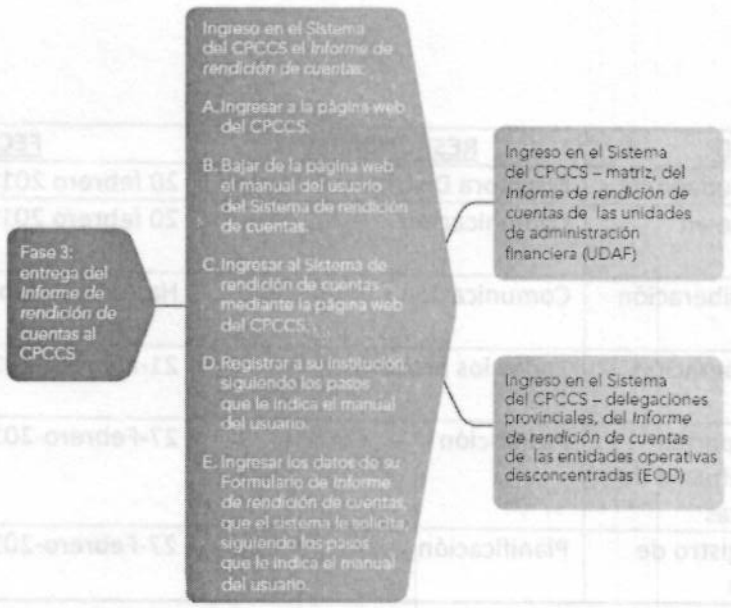 Fase 3:
entrega del
Informe de
rendición de
cuentas al
CPCCS
Ingreso en el Sistema
del CPCCS el Informe de
rendición de cuentas:
A. Ingresar a la página web
del CPCCS.
B. Bajar de la página web
el manual del usuario
del Sistema de rendición
de cuentas.
C. Ingresar al Sistema de
rendición de cuentas
mediante la página web
del CPCCS.
D. Registrar a su institución,
siguiendo los pasos
que le indica el manual
del usuario.
E. Ingresar los datos de su
Formulario de Informe
de rendición de cuentas,
que el sistema le solicita,
siguiendo los pasos
que le indica el manual
del usuario.
Ingreso en el Sistema
del CPCCS – matriz, del
Informe de rendición de
cuentas de las unidades
de administración
financiera (UDAF)
Ingreso en el Sistema
del CPCCS – delegaciones
provinciales, del Informe
de rendición de cuentas
de las entidades operativas
desconcentradas (EOD)
RES
FEC
20 febrero 201
20 febrero 201
Comunicación
27-Febrero-20
Planificación
27-Febrero-20